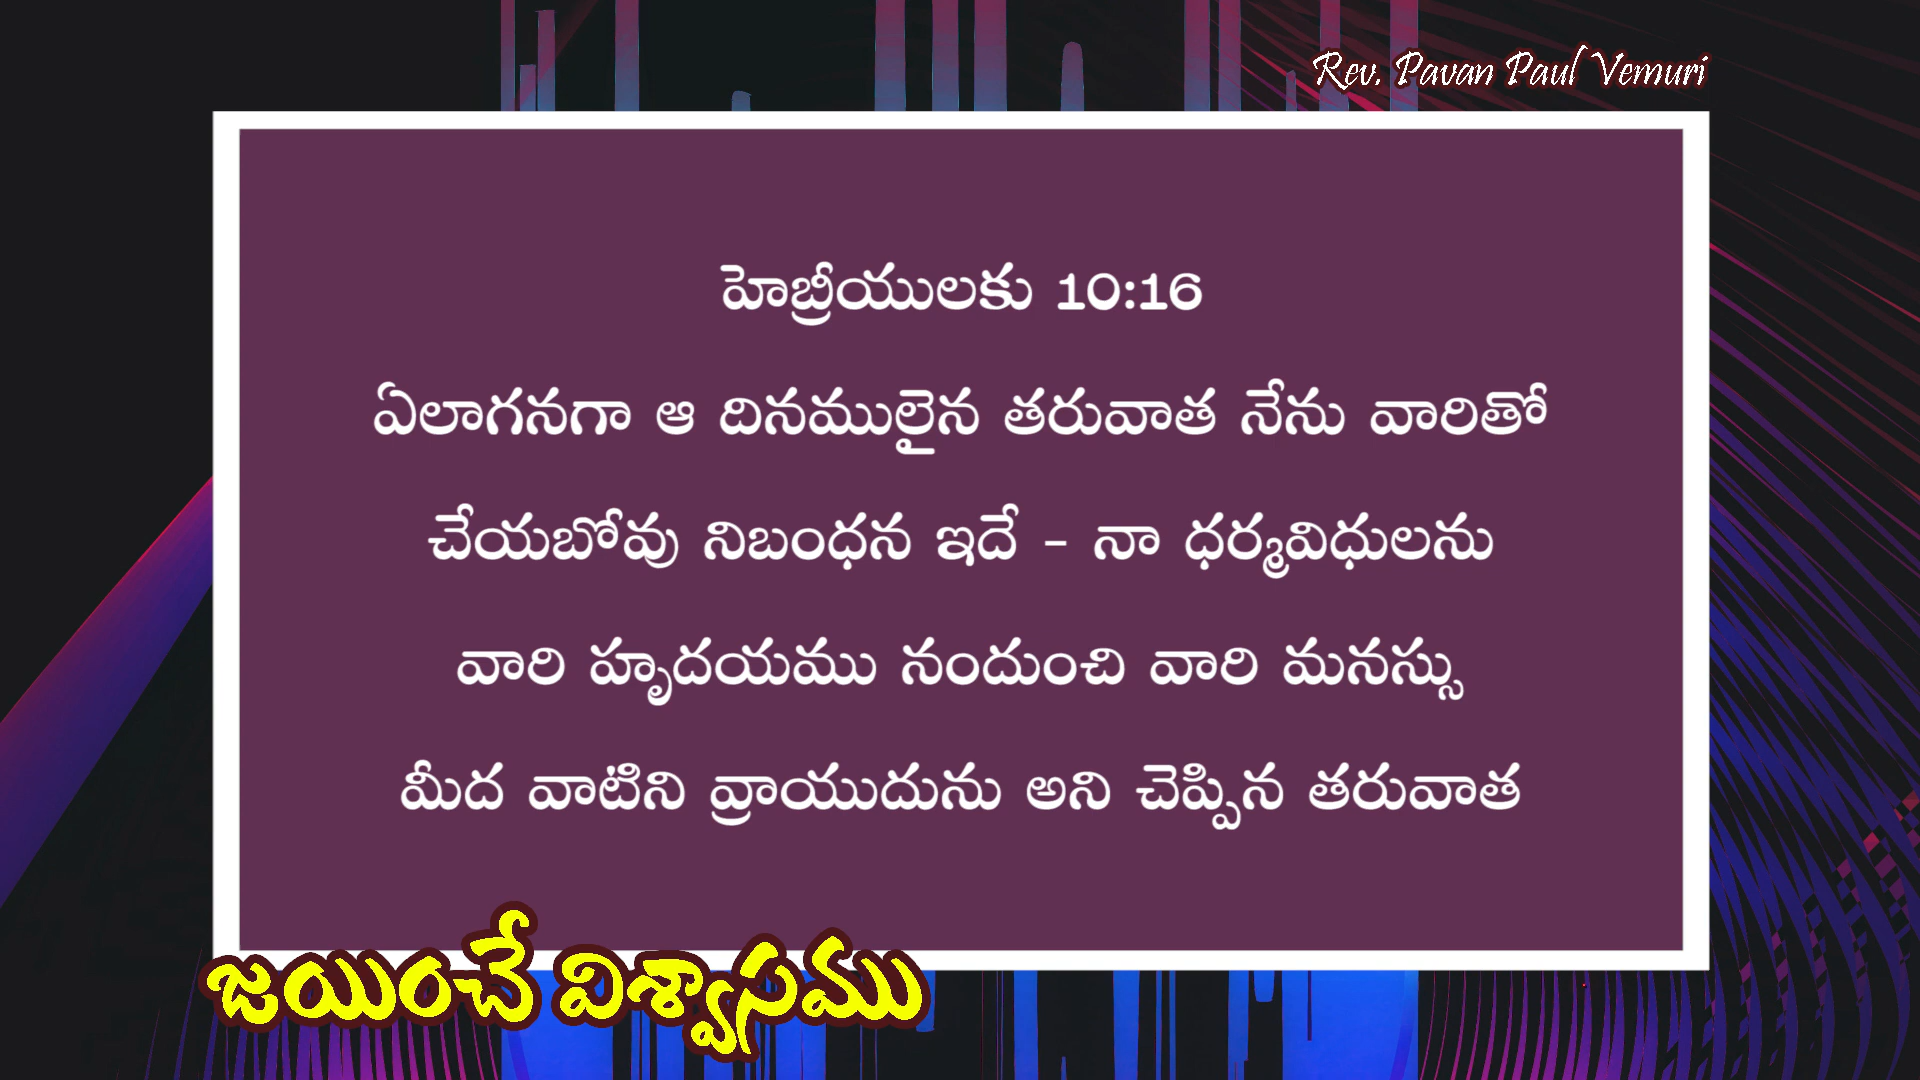 Rev. Pavan Paul Vemuri
హెబ్రీయులకు 10:16
ఏలాగనగా ఆ దినములైన తరువాత నేను వారితో
చేయబోవు నిబంధన ఇదే - నా ధర్మవిధులను
వారి హృదయము నందుంచి వారి మనస్సు
మీద వాటిని వ్రాయుదును అని చెప్పిన తరువాత
జయించే విశ్వాసము